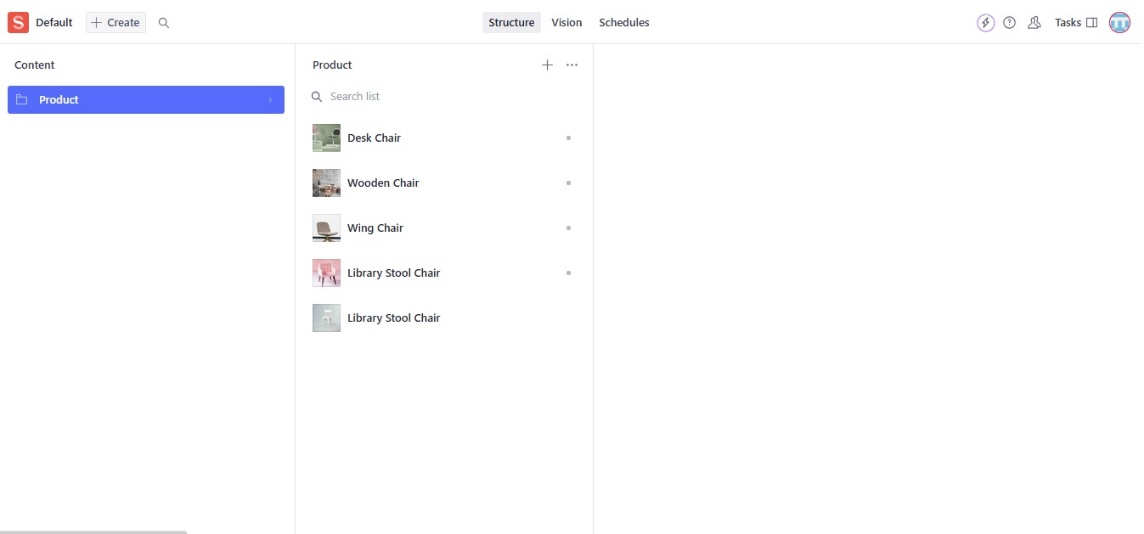 S Default + Create Structure Vision Schedules Tasks
Content
Product
Product
Search list
Desk Chair
Wooden Chair
Wing Chair
Library Stool Chair
Library Stool Chair